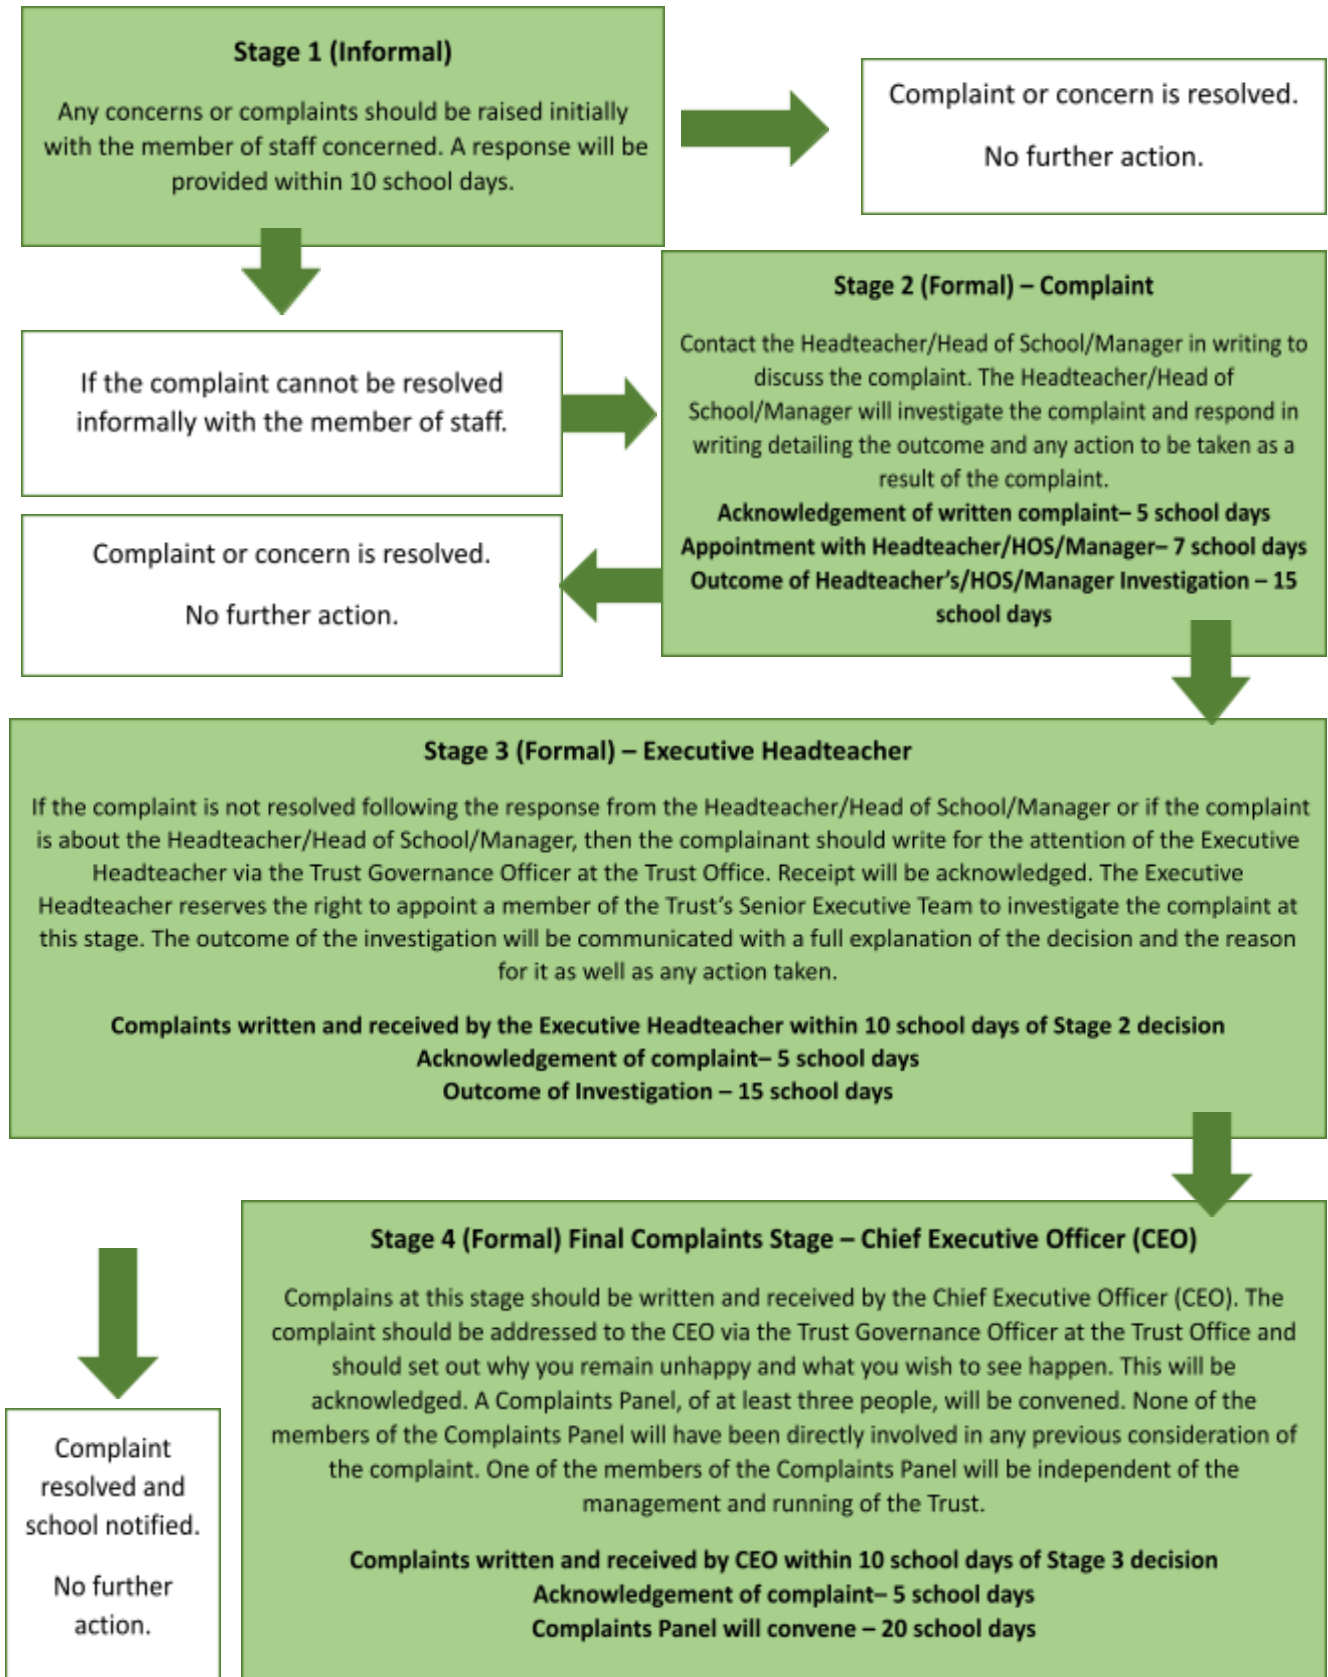 Stage 1 (Informal)
Any concerns or complaints should be raised initially
with the member of staff concerned. A response will be
provided within 10 school days.
Complaint or concern is resolved.
No further action.
If the complaint cannot be resolved
informally with the member of staff.
Stage 2 (Formal) – Complaint
Contact the Headteacher/Head of School/Manager in writing to
discuss the complaint. The Headteacher/Head of
School/Manager will investigate the complaint and respond in
writing detailing the outcome and any action to be taken as a
result of the complaint.
Acknowledgement of written complaint– 5 school days
Appointment with Headteacher/HOS/Manager– 7 school days
Outcome of Headteacher's/HOS/Manager Investigation – 15
school days
Complaint or concern is resolved.
No further action.
Stage 3 (Formal) – Executive Headteacher
If the complaint is not resolved following the response from the Headteacher/Head of School/Manager or if the complaint
is about the Headteacher/Head of School/Manager, then the complainant should write for the attention of the Executive
Headteacher via the Trust Governance Officer at the Trust Office. Receipt will be acknowledged. The Executive
Headteacher reserves the right to appoint a member of the Trust's Senior Executive Team to investigate the complaint at
this stage. The outcome of the investigation will be communicated with a full explanation of the decision and the reason
for it as well as any action taken.
Complaints written and received by the Executive Headteacher within 10 school days of Stage 2 decision
Acknowledgement of complaint– 5 school days
Outcome of Investigation – 15 school days
Stage 4 (Formal) Final Complaints Stage – Chief Executive Officer (CEO)
Complains at this stage should be written and received by the Chief Executive Officer (CEO). The
complaint should be addressed to the CEO via the Trust Governance Officer at the Trust Office and
should set out why you remain unhappy and what you wish to see happen. This will be
acknowledged. A Complaints Panel, of at least three people, will be convened. None of the
members of the Complaints Panel will have been directly involved in any previous consideration of
the complaint. One of the members of the Complaints Panel will be independent of the
management and running of the Trust.
Complaints written and received by CEO within 10 school days of Stage 3 decision
Acknowledgement of complaint– 5 school days
Complaints Panel will convene – 20 school days
Complaint
resolved and
school notified.
No further
action.